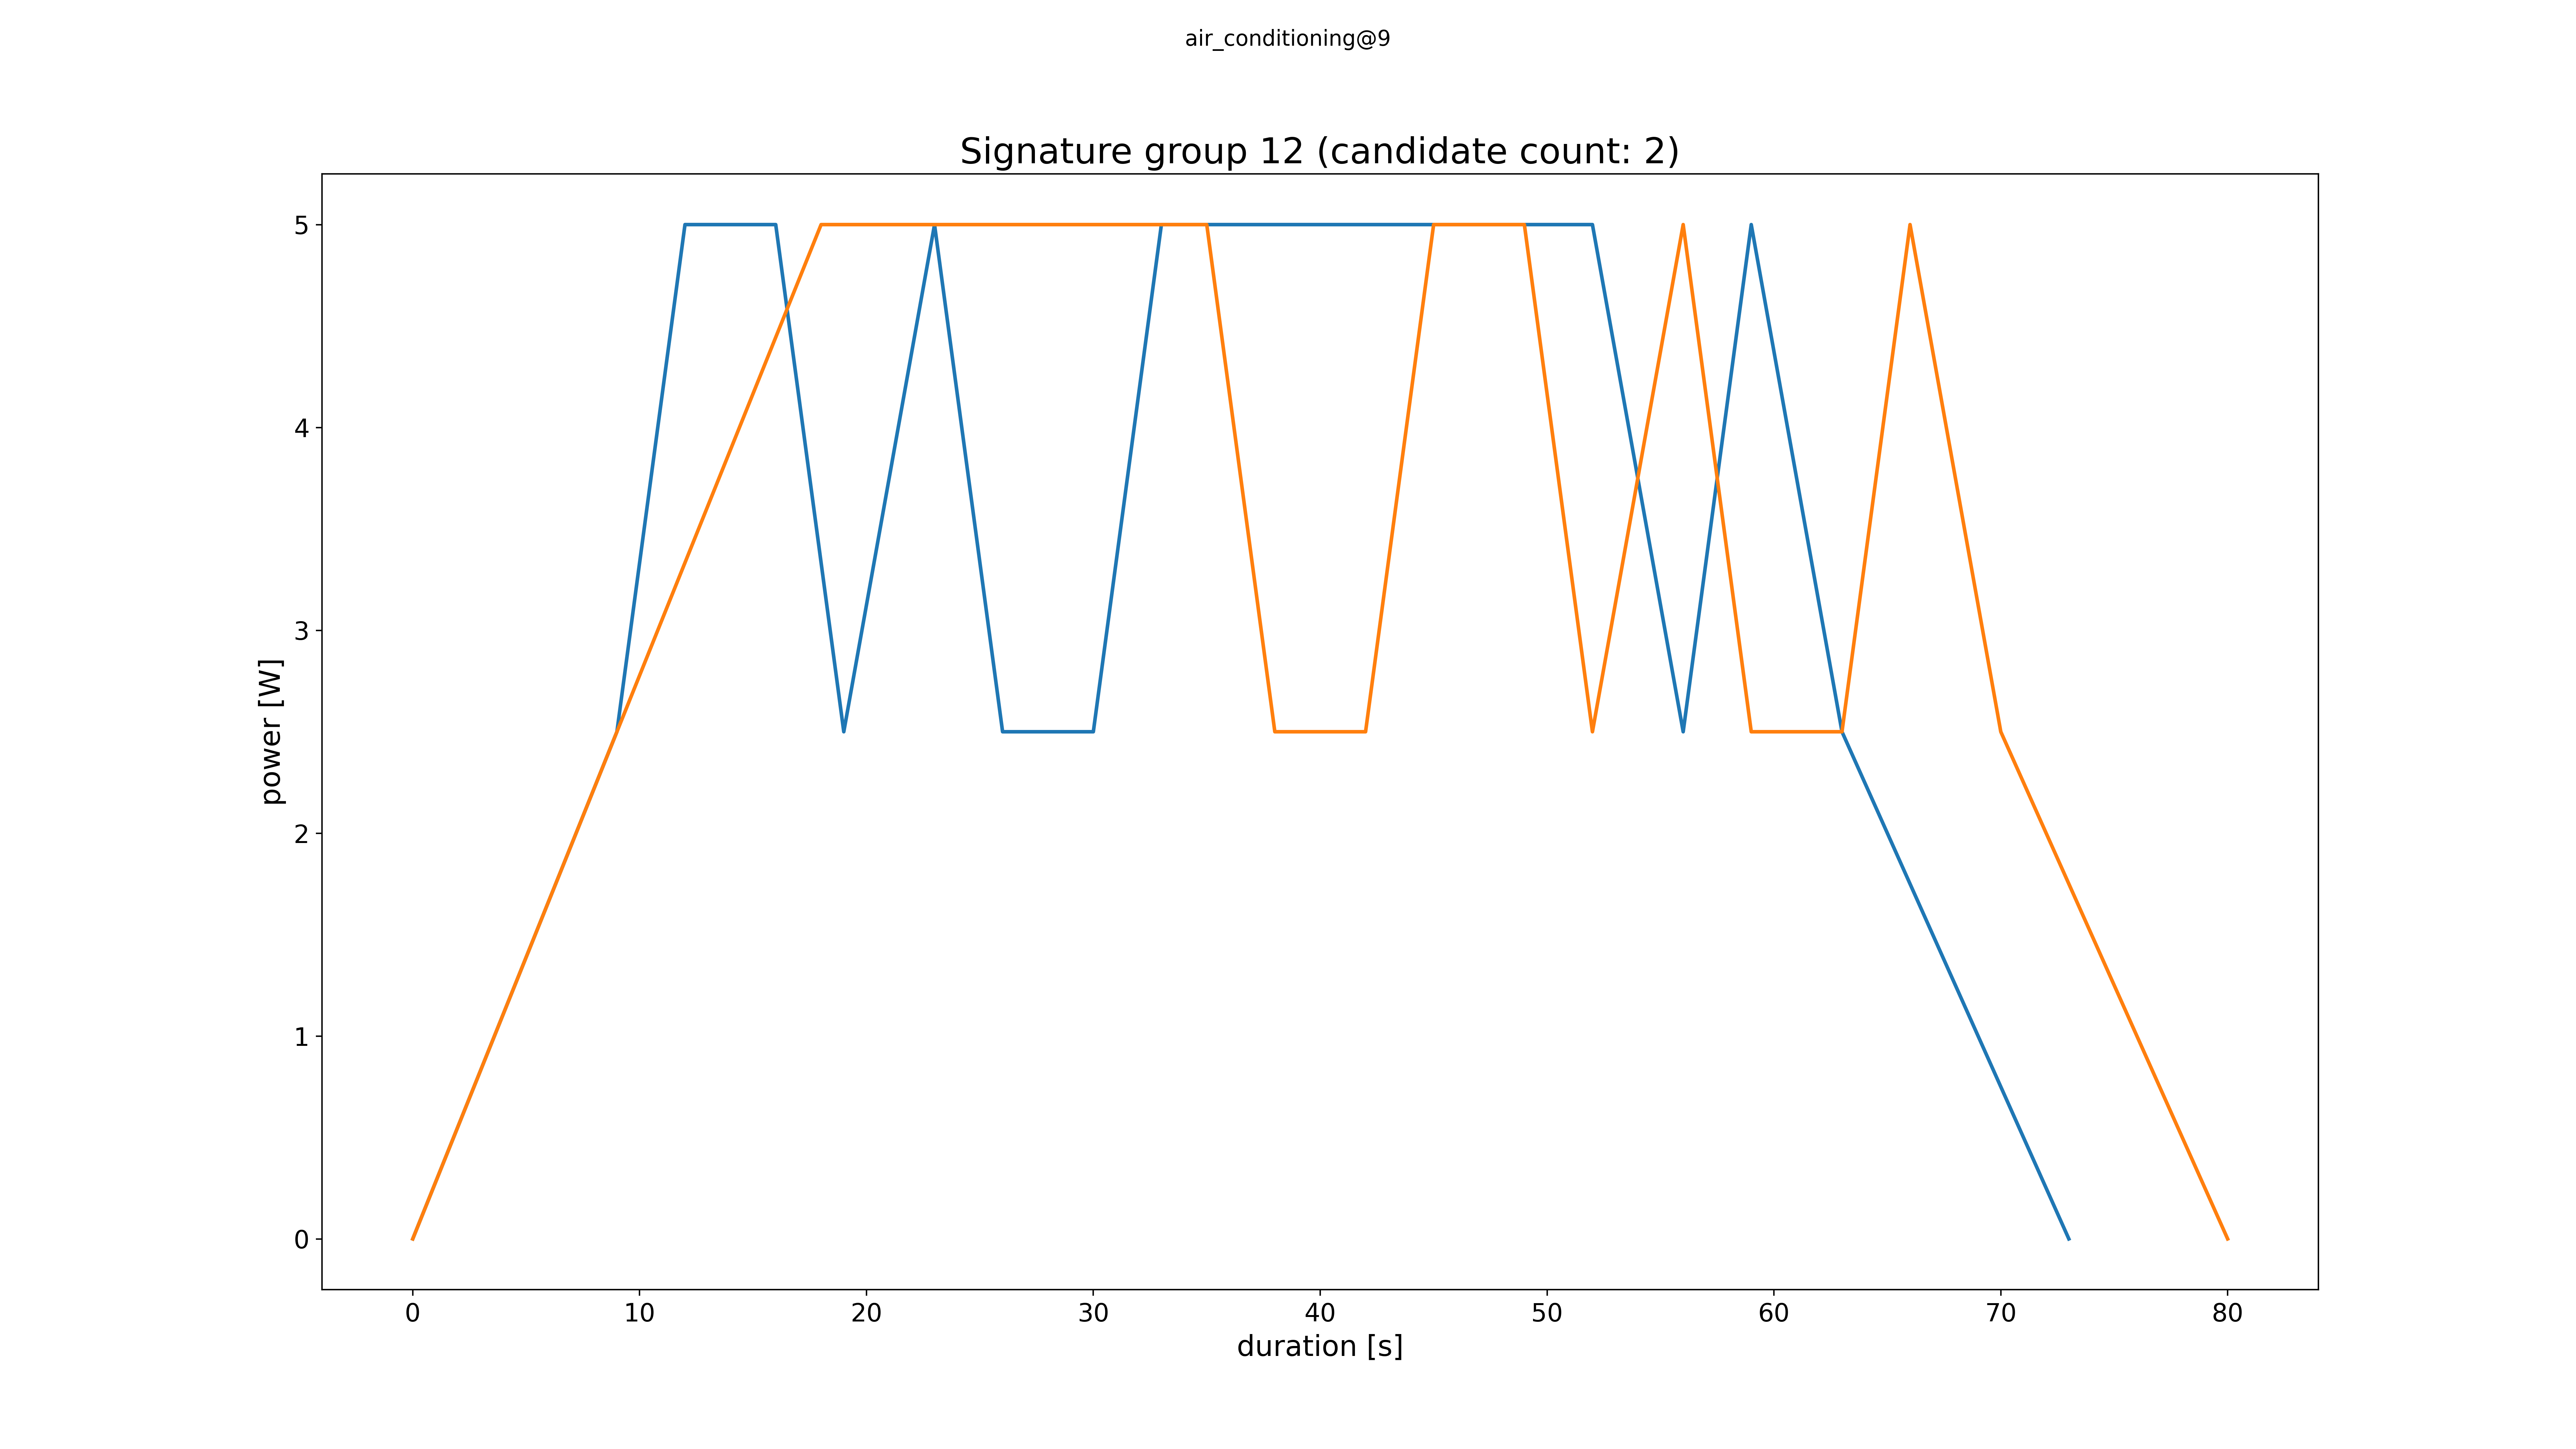 air_conditioning@9
Signature group 12 (candidate count: 2)
5
4
3
2
1
0
power [W]
0 10 20 30 40 50 60 70 80
duration [s]